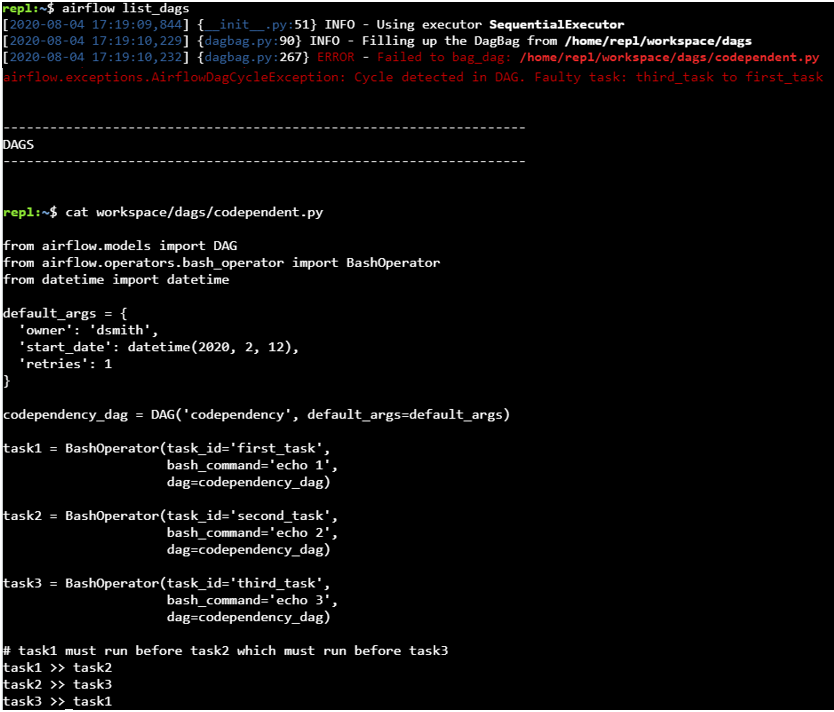 repl:~$ airflow list_dags
[2020-08-04 17:19:09,844] {__init__.py:51} INFO - Using executor SequentialExecutor
[2020-08-04 17:19:10,229] {dagbag.py:90} INFO - Filling up the DagBag from /home/repl/workspace/dags
[2020-08-04 17:19:10,232] {dagbag.py:267} ERROR - Failed to bag_dag: /home/repl/workspace/dags/codependent.py
airflow.exceptions.AirflowDagCycleException: Cycle detected in DAG. Faulty task: third_task to first_task
-------------------------------------------------------------------
DAGS
-------------------------------------------------------------------
repl:~$ cat workspace/dags/codependent.py
from airflow.models import DAG
from airflow.operators.bash_operator import BashOperator
from datetime import datetime
default_args = {
  'owner': 'dsmith',
  'start_date': datetime(2020, 2, 12),
  'retries': 1
}
codependency_dag = DAG('codependency', default_args=default_args)
task1 = BashOperator(task_id='first_task',
                     bash_command='echo 1',
                     dag=codependency_dag)
task2 = BashOperator(task_id='second_task',
                     bash_command='echo 2',
                     dag=codependency_dag)
task3 = BashOperator(task_id='third_task',
                     bash_command='echo 3',
                     dag=codependency_dag)
# task1 must run before task2 which must run before task3
task1 >> task2
task2 >> task3
task3 >> task1